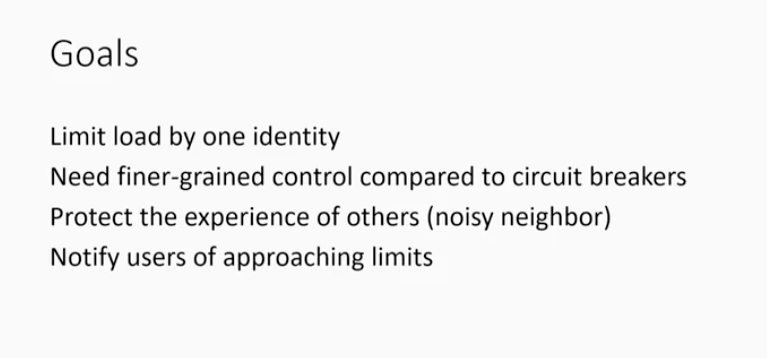 Goals
Limit load by one identity
Need finer-grained control compared to circuit breakers
Protect the experience of others (noisy neighbor)
Notify users of approaching limits